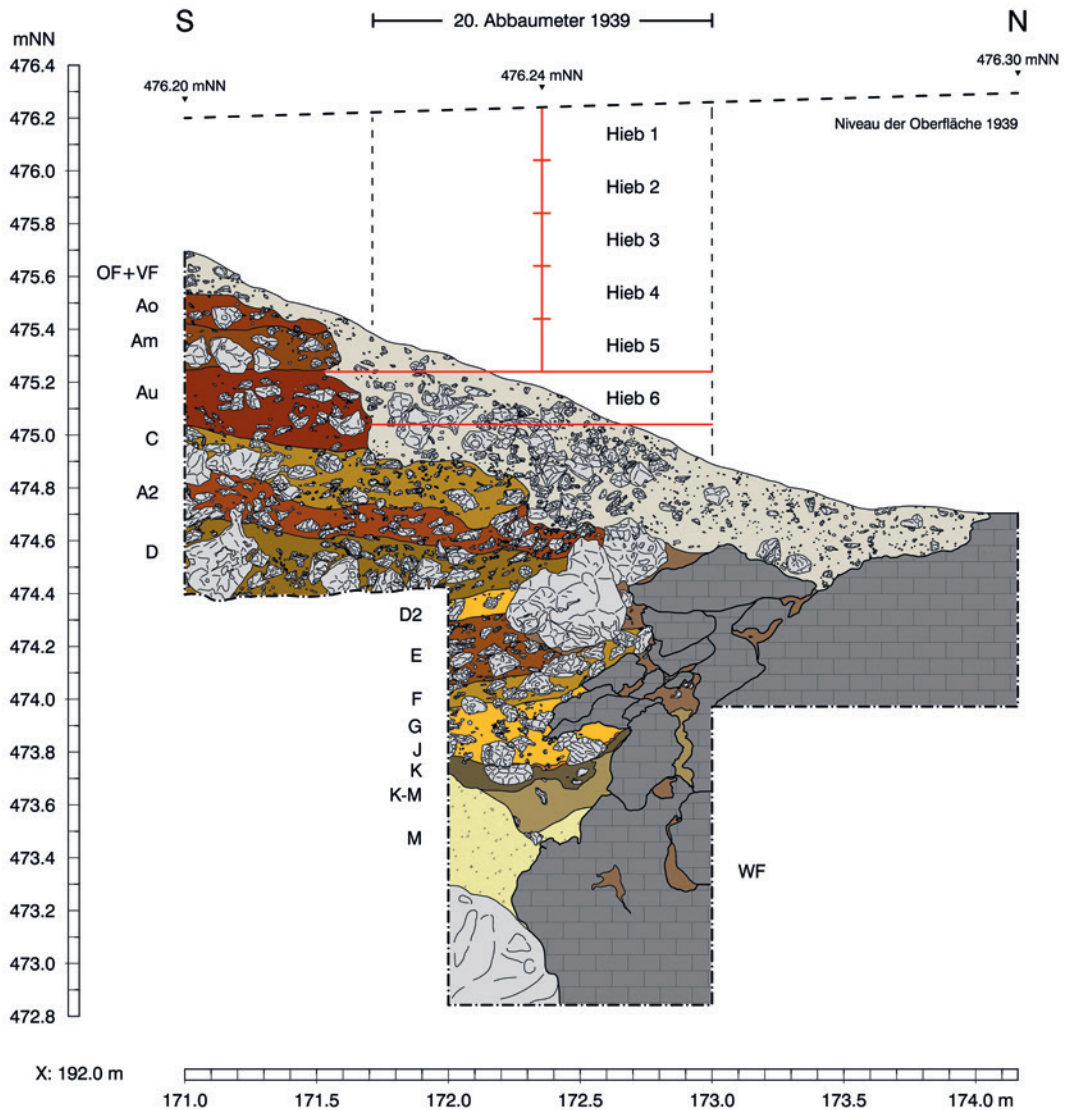 S
20. Abbaumeter 1939
N
mNN
476.4
476.2
476.0
475.8
475.6
475.4
475.2
475.0
474.8
474.6
474.4
474.2
474.0
473.8
473.6
473.4
473.2
473.0
472.8
476.20 mNN
476.24 mNN
476.30 mNN
Niveau der Oberfläche 1939
Hieb 1
Hieb 2
Hieb 3
Hieb 4
Hieb 5
Hieb 6
OF+VF
Ao
Am
Au
C
A2
D
D2
E
F
G
J
K
K-M
M
WF
X: 192.0 m
171.0
171.5
172.0
172.5
173.0
173.5
174.0 m